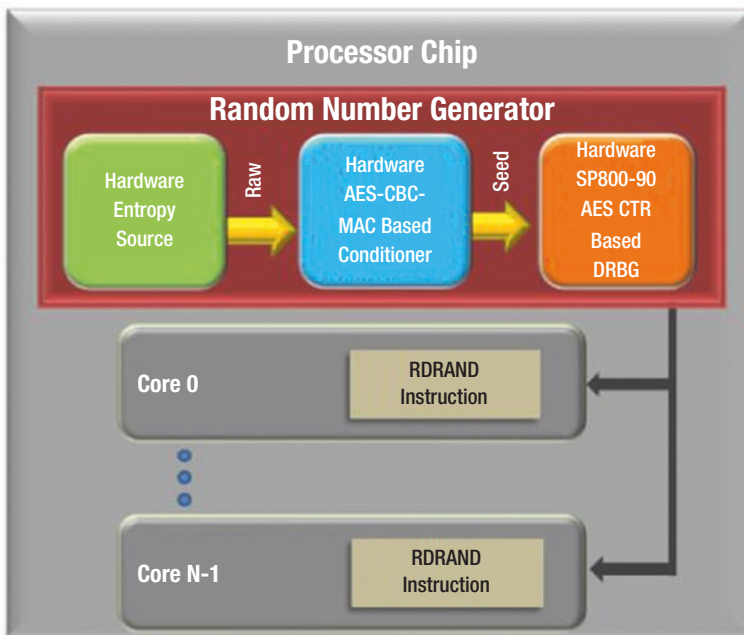 Processor Chip
Random Number Generator
Hardware
Entropy
Source
Raw
Hardware
AES-CBC-
MAC Based
Conditioner
Seed
Hardware
SP800-90
AES CTR
Based
DRBG
Core 0
RDRAND
Instruction
Core N-1
RDRAND
Instruction